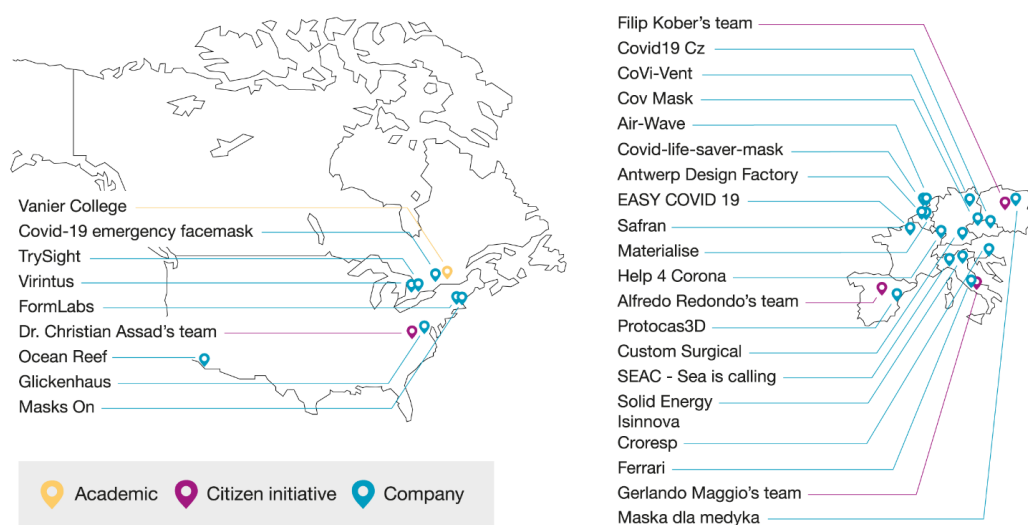 Vanier College
Covid-19 emergency facemask
TrySight
Virintus
FormLabs
Dr. Christian Assad's team
Ocean Reef
Glickenhaus
Masks On
Academic
Citizen initiative
Company
Filip Kober's team
Covid19 Cz
CoVi-Vent
Cov Mask
Air-Wave
Covid-life-saver-mask
Antwerp Design Factory
EASY COVID 19
Safran
Materialise
Help 4 Corona
Alfredo Redondo's team
Protocas3D
Custom Surgical
SEAC - Sea is calling
Solid Energy
Isinnova
Croresp
Ferrari
Gerlando Maggio's team
Maska dla medyka